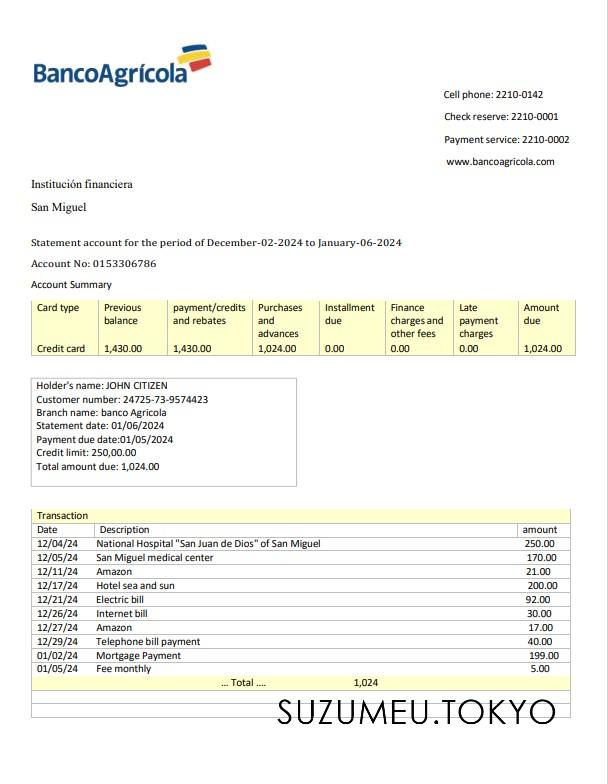 BancoAgrícola
Cell phone: 2210-0142
Check reserve: 2210-0001
Payment service: 2210-0002
www.bancoagricola.com
Institución financiera
San Miguel
Statement account for the period of December-02-2024 to January-06-2024
Account No: 0153306786
Account Summary
Card type Previous balance payment/credits and rebates Purchases and advances Installment due Finance charges and other fees Late payment charges Amount due
Credit card 1,430.00 1,430.00 1,024.00 0.00 0.00 0.00 1,024.00
Holder's name: JOHN CITIZEN
Customer number: 24725-73-9574423
Branch name: banco Agricola
Statement date: 01/06/2024
Payment due date:01/05/2024
Credit limit: 250,00.00
Total amount due: 1,024.00
Transaction
Date Description amount
12/04/24 National Hospital "San Juan de Dios" of San Miguel 250.00
12/05/24 San Miguel medical center 170.00
12/11/24 Amazon 21.00
12/17/24 Hotel sea and sun 200.00
12/21/24 Electric bill 92.00
12/26/24 Internet bill 30.00
12/27/24 Amazon 17.00
12/29/24 Telephone bill payment 40.00
01/02/24 Mortgage Payment 199.00
01/05/24 Fee monthly 5.00
... Total .... 1,024
SUZUMEU.TOKYO